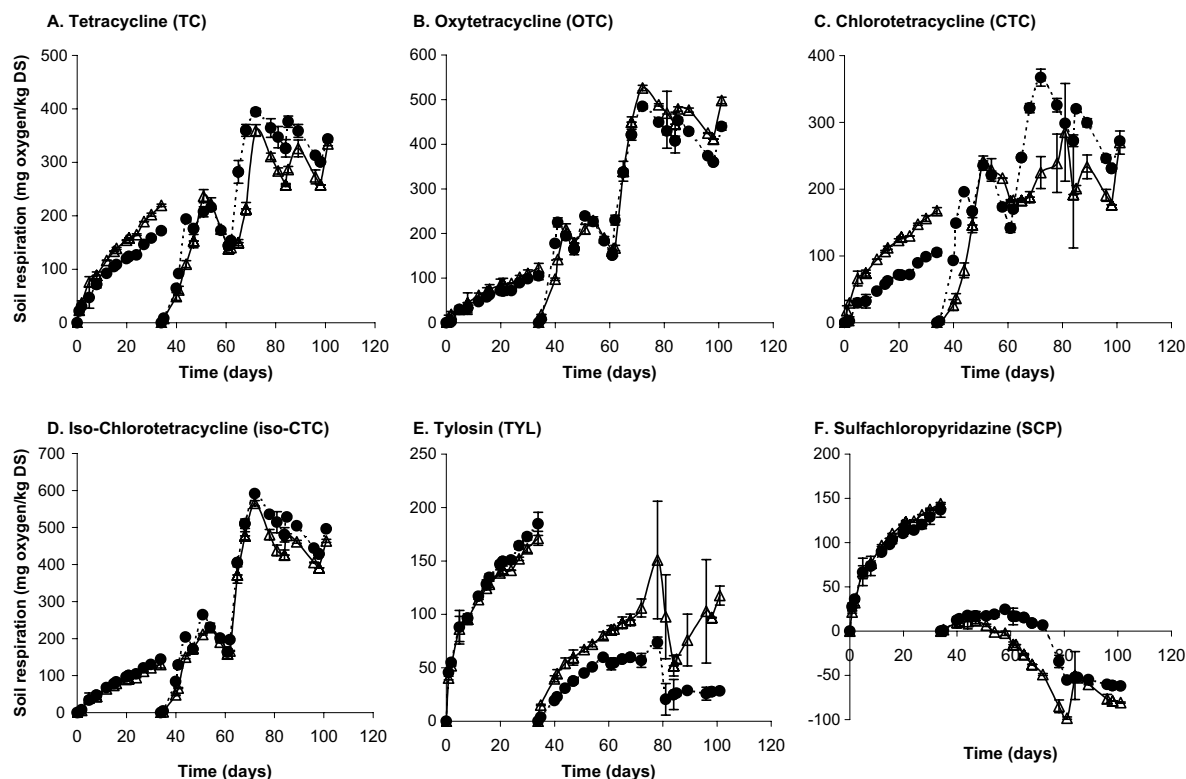 A. Tetracycline (TC)
B. Oxytetracycline (OTC)
C. Chlorotetracycline (CTC)
Soil respiration (mg oxygen/kg DS)
500
400
300
200
100
0
0 20 40 60 80 100 120
Time (days)
600
500
400
300
200
100
0
0 20 40 60 80 100 120
Time (days)
400
300
200
100
0
0 20 40 60 80 100 120
Time (days)
D. Iso-Chlorotetracycline (iso-CTC)
E. Tylosin (TYL)
F. Sulfachloropyridazine (SCP)
Soil respiration (mg oxygen/kg DS)
700
600
500
400
300
200
100
0
0 20 40 60 80 100 120
Time (days)
250
200
150
100
50
0
0 20 40 60 80 100 120
Time (days)
200
150
100
50
0
-50
-100
0 20 40 60 80 100 120
Time (days)